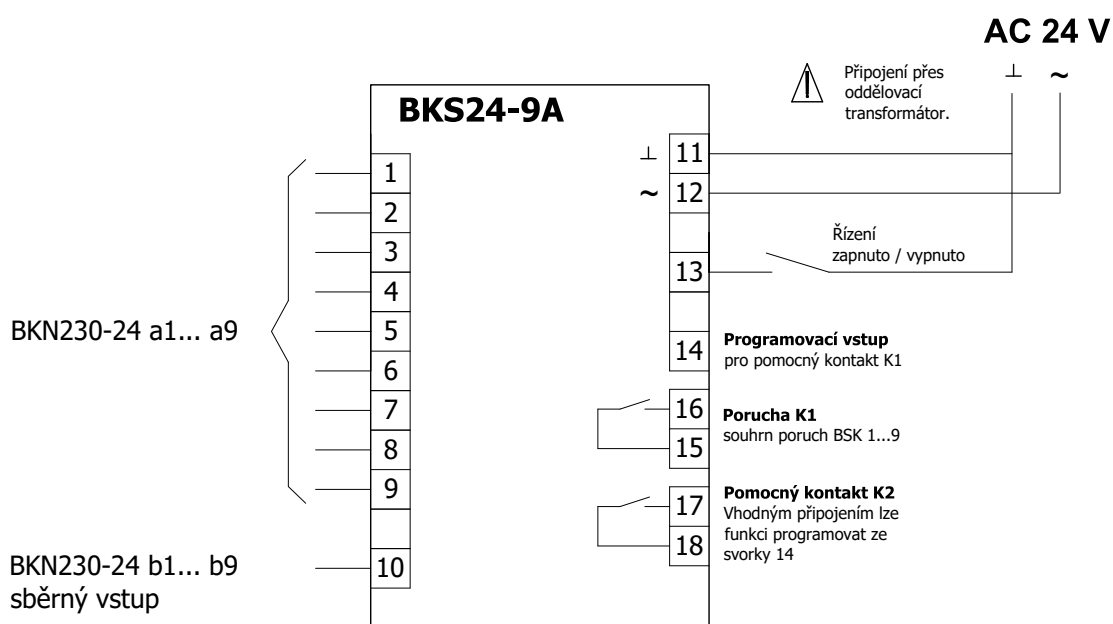 AC 24 V
Připojení přes
oddělovací
transformátor.
⊥ ~
BKS24-9A
1
2
3
4
5
6
7
8
9
10
BKN230-24 a1... a9
BKN230-24 b1... b9
sběrný vstup
⊥ 11
~ 12
13
Řízení
zapnuto / vypnuto
14
Programovací vstup
pro pomocný kontakt K1
16
15
Porucha K1
souhrn poruch BSK 1...9
17
18
Pomocný kontakt K2
Vhodným připojením lze
funkci programovat ze
svorky 14